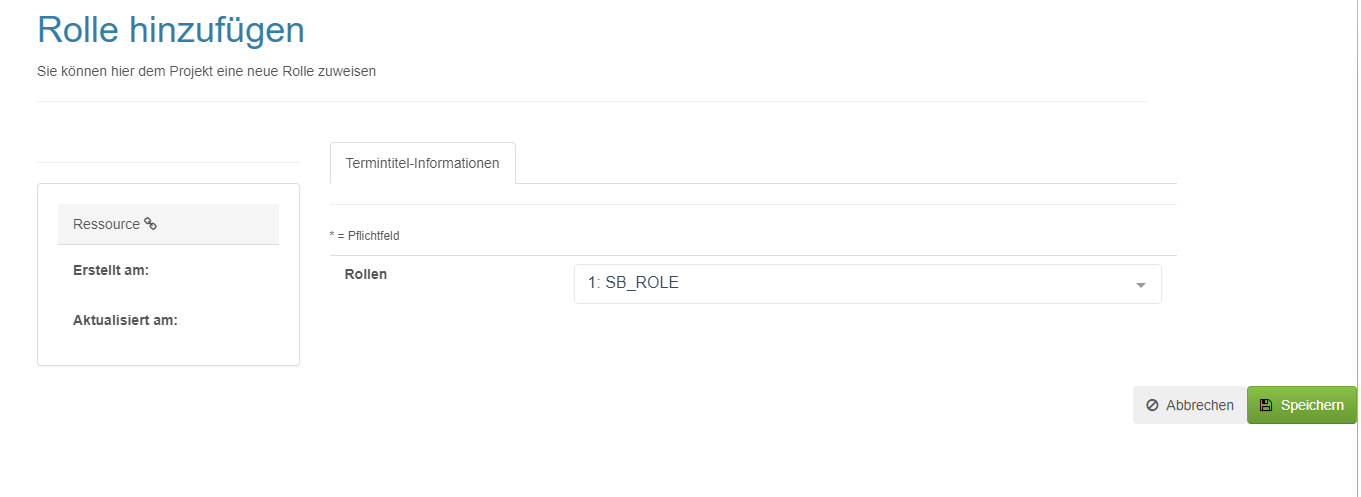 Rolle hinzufügen
Sie können hier dem Projekt eine neue Rolle zuweisen
Termintitel-Informationen
Ressource
Erstellt am:
Aktualisiert am:
* = Pflichtfeld
Rollen
1: SB_ROLE
Abbrechen
Speichern